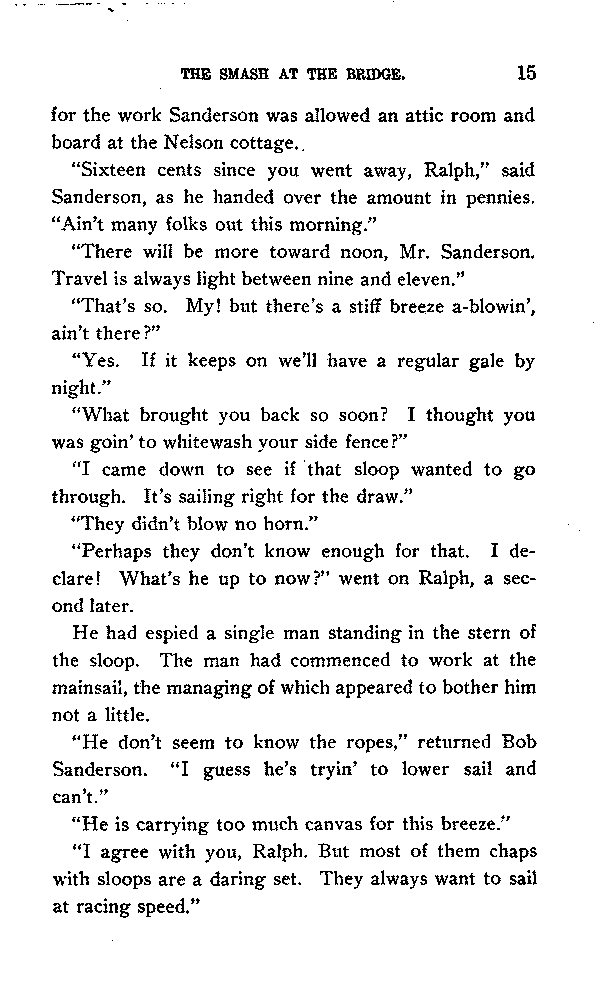 THE SMASH AT THE BRIDGE. 15
for the work Sanderson was allowed an attic room and
board at the Nelson cottage.
“Sixteen cents since you went away, Ralph,” said
Sanderson, as he handed over the amount in pennies.
“Ain’t many folks out this morning.”
“There will be more toward noon, Mr. Sanderson.
Travel is always light between nine and eleven.”
“That’s so. My! but there’s a stiff breeze a-blowin’,
ain’t there?”
“Yes. If it keeps on we’ll have a regular gale by
night.”
“What brought you back so soon? I thought you
was goin’ to whitewash your side fence?”
“I came down to see if that sloop wanted to go
through. It’s sailing right for the draw.”
“They didn’t blow no horn.”
“Perhaps they don’t know enough for that. I de-
clare! What’s he up to now?” went on Ralph, a sec-
ond later.
He had espied a single man standing in the stern of
the sloop. The man had commenced to work at the
mainsail, the managing of which appeared to bother him
not a little.
“He don’t seem to know the ropes,” returned Bob
Sanderson. “I guess he’s tryin’ to lower sail and
can’t.”
“He is carrying too much canvas for this breeze.”
“I agree with you, Ralph. But most of them chaps
with sloops are a daring set. They always want to sail
at racing speed.”